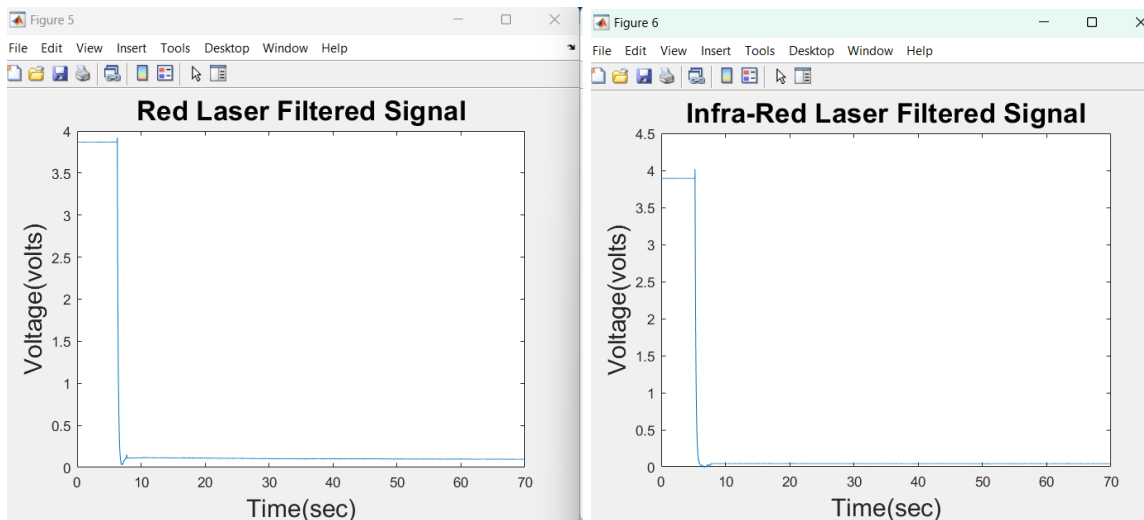 Figure 5
File Edit View Insert Tools Desktop Window Help
Red Laser Filtered Signal
4
3.5
3
2.5
2
1.5
1
0.5
0
Voltage(volts)
0 10 20 30 40 50 60 70
Time(sec)
Figure 6
File Edit View Insert Tools Desktop Window Help
Infra-Red Laser Filtered Signal
4.5
4
3.5
3
2.5
2
1.5
1
0.5
0
Voltage(volts)
0 10 20 30 40 50 60 70
Time(sec)